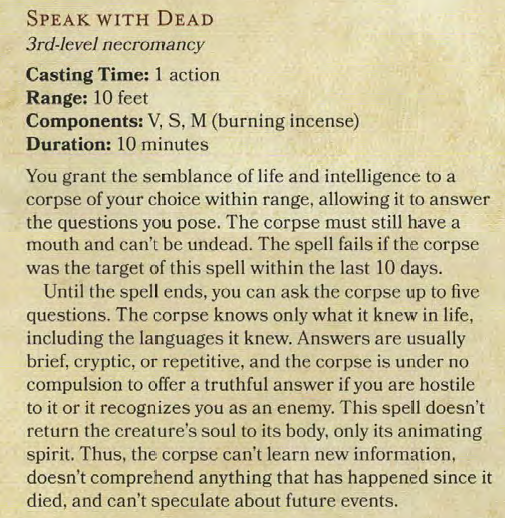 SPEAK WITH DEAD
3rd-level necromancy
Casting Time: 1 action
Range: 10 feet
Components: V, S, M (burning incense)
Duration: 10 minutes
You grant the semblance of life and intelligence to a
corpse of your choice within range, allowing it to answer
the questions you pose. The corpse must still have a
mouth and can't be undead. The spell fails if the corpse
was the target of this spell within the last 10 days.
Until the spell ends, you can ask the corpse up to five
questions. The corpse knows only what it knew in life,
including the languages it knew. Answers are usually
brief, cryptic, or repetitive, and the corpse is under no
compulsion to offer a truthful answer if you are hostile
to it or it recognizes you as an enemy. This spell doesn't
return the creature's soul to its body, only its animating
spirit. Thus, the corpse can't learn new information,
doesn't comprehend anything that has happened since it
died, and can't speculate about future events.